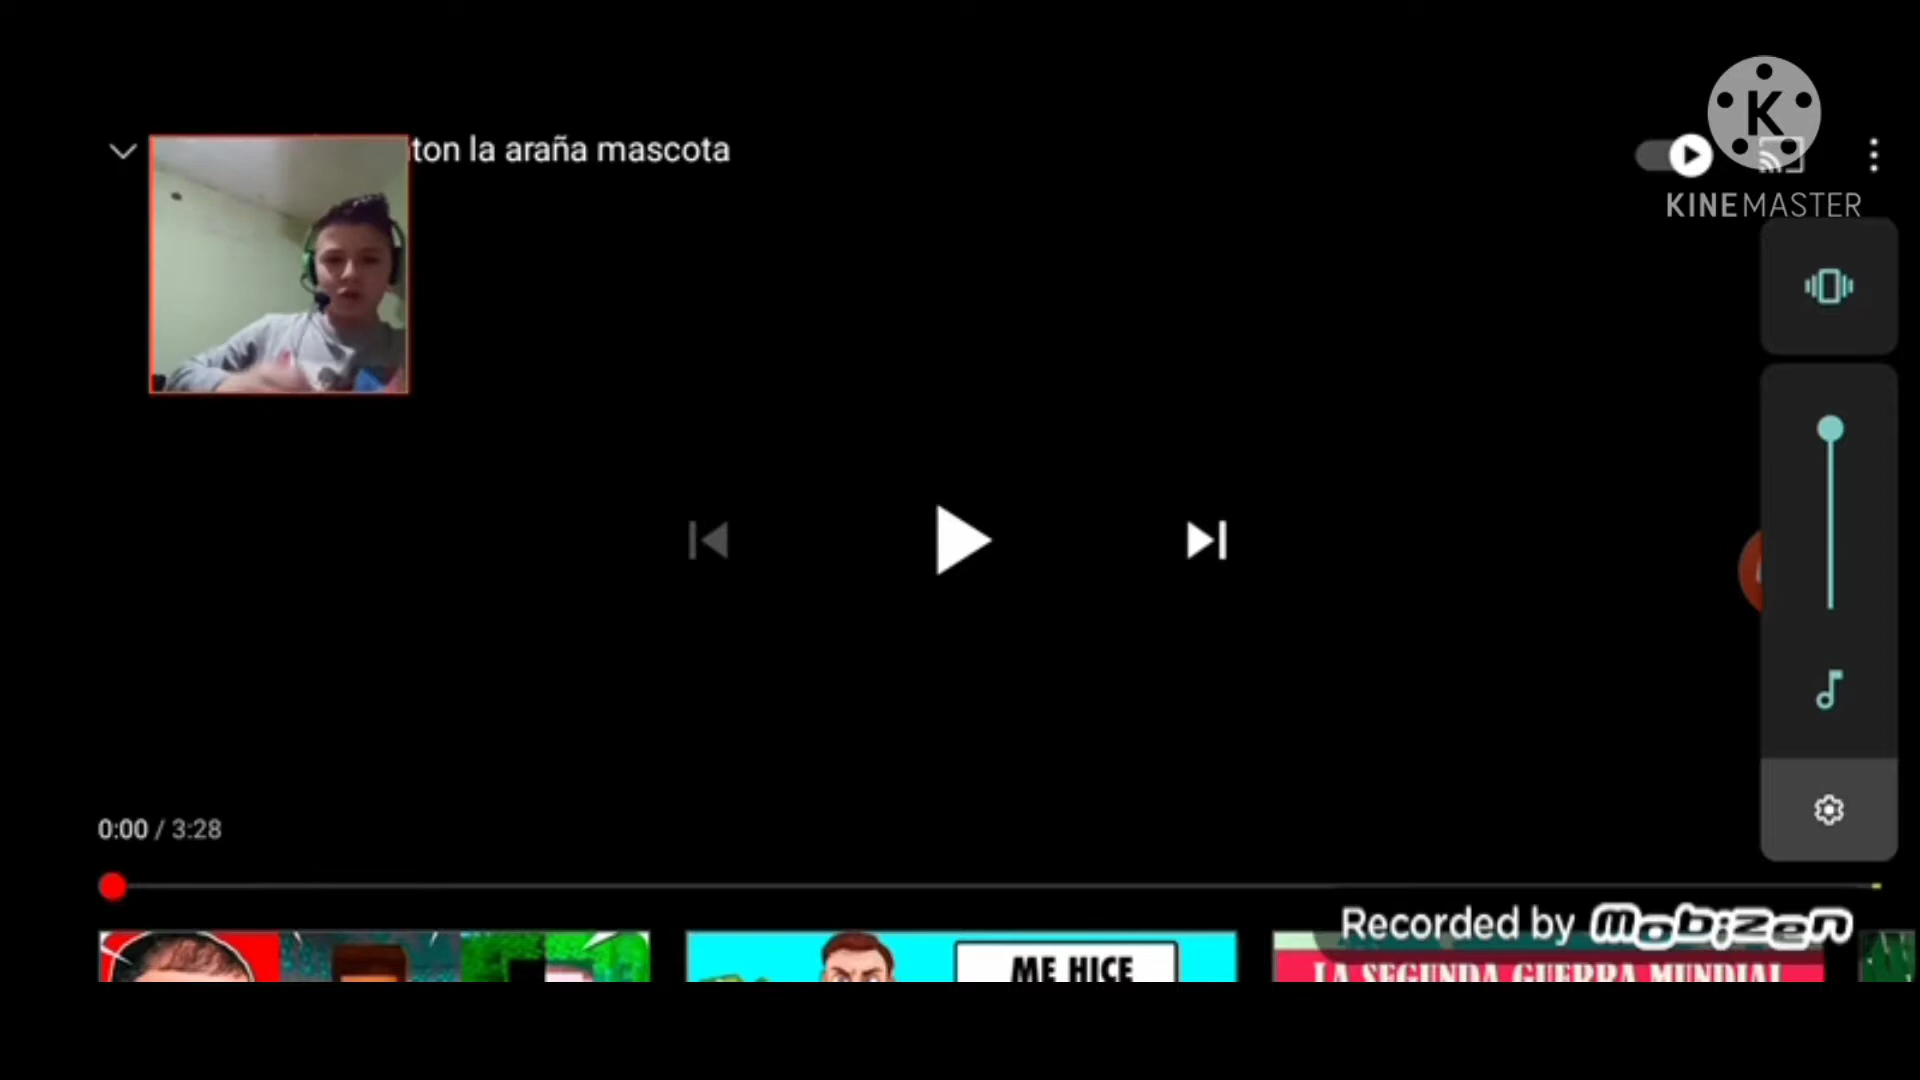 ton la araña mascota
K
KINEMASTER
0:00 / 3:28
Recorded by Mobizen
ME HICE
LA SEGUNDA GUERRA MUNDIAL